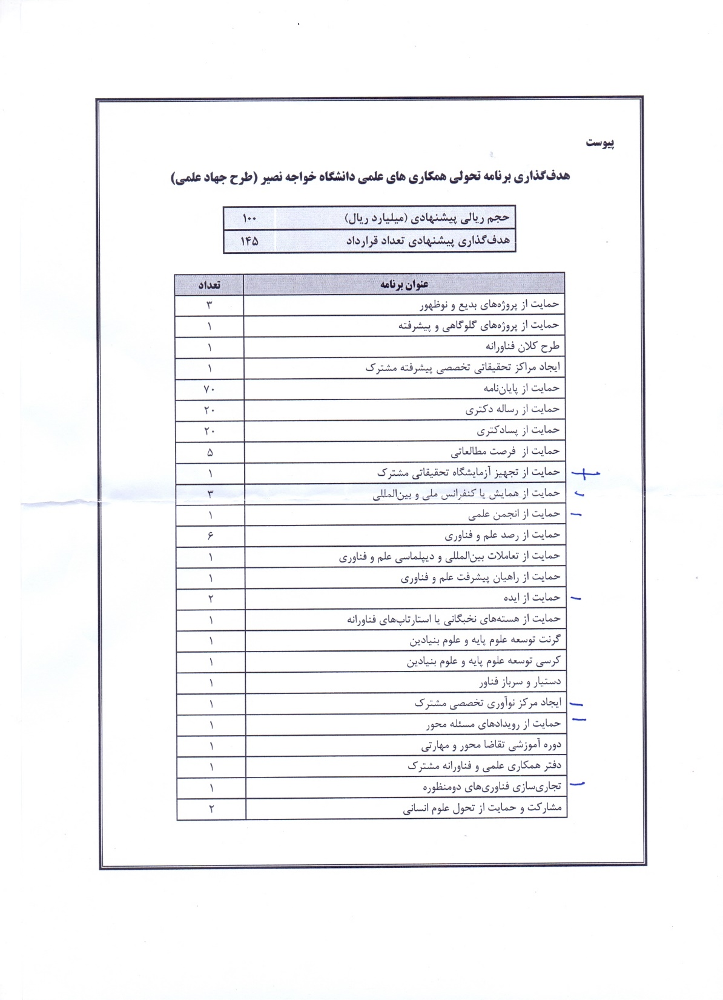 پیوست
هدف‌گذاری برنامه تحولی همکاری های علمی دانشگاه خواجه نصیر (طرح جهاد علمی)
حجم ریالی پیشنهادی (میلیارد ریال) ۱۰۰
هدف‌گذاری پیشنهادی تعداد قرارداد ۱۴۵
عنوان برنامه تعداد
حمایت از پروژه‌های بدیع و نوظهور ۳
حمایت از پروژه‌های گلوگاهی و پیشرفته ۱
طرح کلان فناورانه ۱
ایجاد مراکز تحقیقاتی تخصصی پیشرفته مشترک ۱
حمایت از پایان‌نامه ۷۰
حمایت از رساله دکتری ۲۰
حمایت از پسادکتری ۲۰
حمایت از فرصت مطالعاتی ۵
حمایت از تجهیز آزمایشگاه تحقیقاتی مشترک ۱
حمایت از همایش یا کنفرانس ملی و بین‌المللی ۳
حمایت از انجمن علمی ۱
حمایت از رصد علم و فناوری ۶
حمایت از تعاملات بین‌المللی و دیپلماسی علم و فناوری ۱
حمایت از راهیان پیشرفت علم و فناوری ۱
حمایت از ایده ۲
حمایت از هسته‌های نخبگانی یا استارتاپ‌های فناورانه ۱
گرنت توسعه علوم پایه و علوم بنیادین ۱
کرسی توسعه علوم پایه و علوم بنیادین ۱
دستیار و سرباز فناور ۱
ایجاد مرکز نوآوری تخصصی مشترک ۱
حمایت از رویدادهای مسئله محور ۱
دوره آموزشی تقاضا محور و مهارتی ۱
دفتر همکاری علمی و فناورانه مشترک ۱
تجاری‌سازی فناوری‌های دومنظوره ۱
مشارکت و حمایت از تحول علوم انسانی ۲